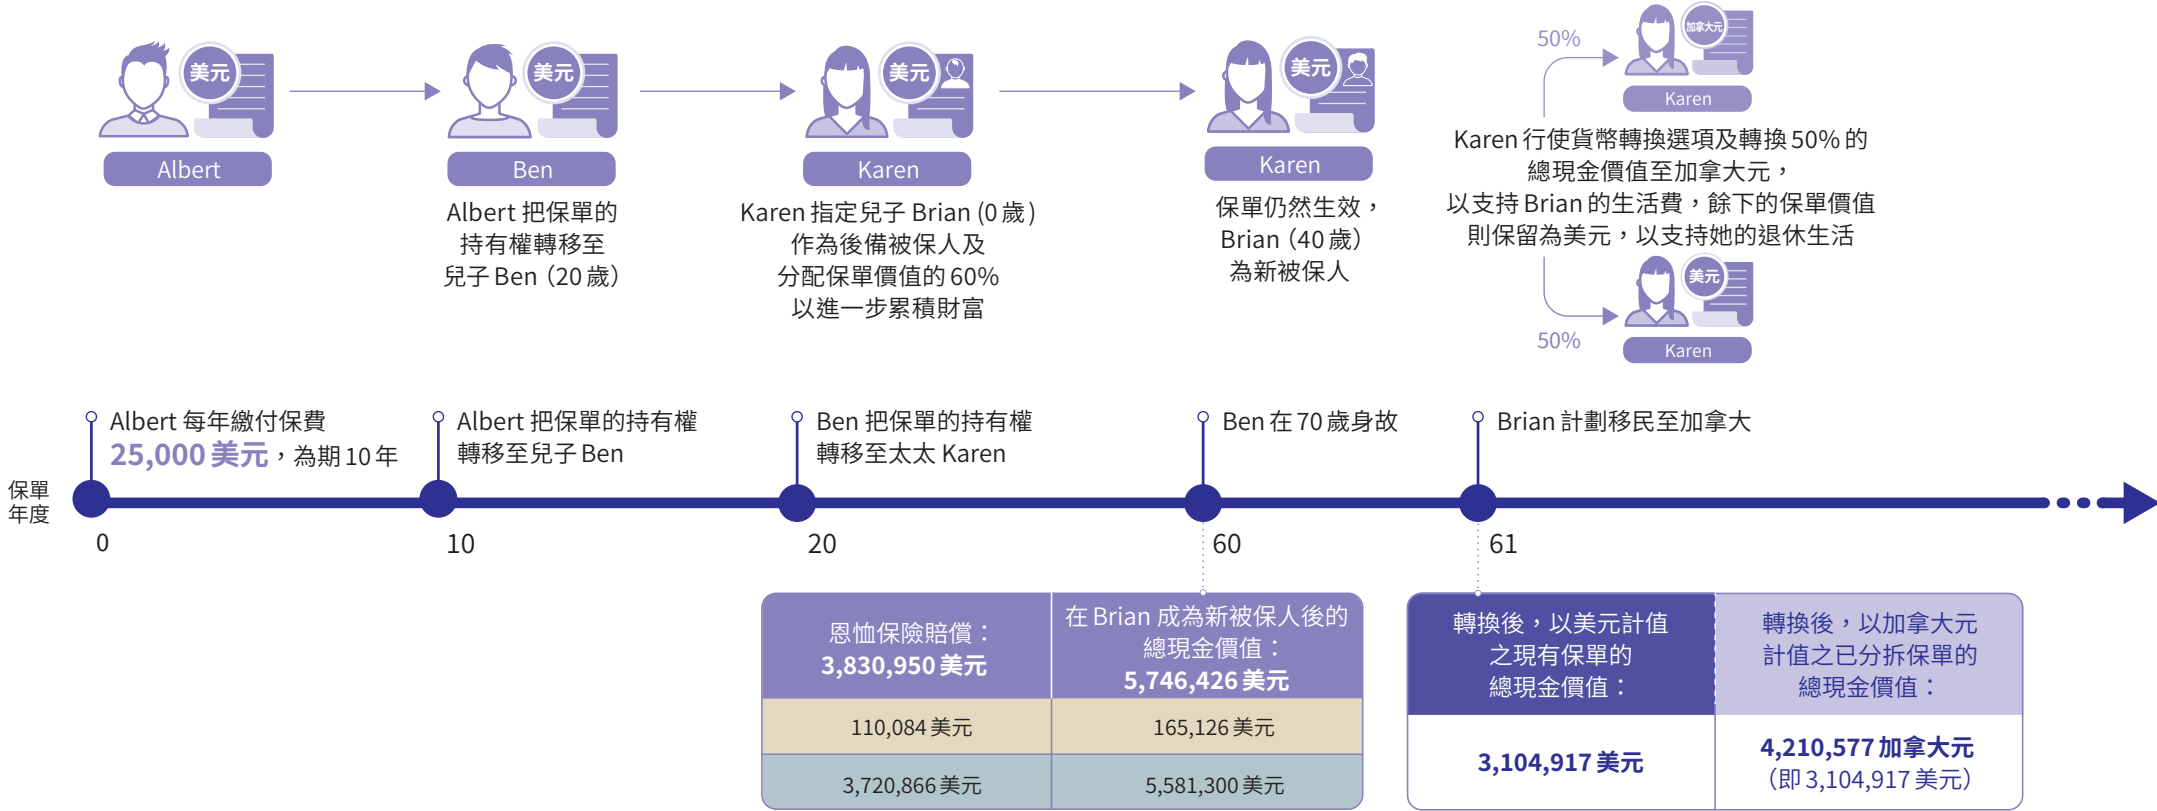 美元
Albert
美元
Ben
Albert 把保單的
持有權轉移至
兒子 Ben（20 歲）
美元
Karen
Karen 指定兒子 Brian (0 歲)
作為後備被保人及
分配保單價值的 60%
以進一步累積財富
美元
Karen
保單仍然生效，
Brian（40 歲）
為新被保人
50%
加拿大元
Karen
Karen 行使貨幣轉換選項及轉換 50% 的
總現金價值至加拿大元，
以支持 Brian 的生活費，餘下的保單價值
則保留為美元，以支持她的退休生活
美元
50%
Karen
Albert 每年繳付保費
25,000 美元，為期 10 年
Albert 把保單的持有權
轉移至兒子 Ben
Ben 把保單的持有權
轉移至太太 Karen
Ben 在 70 歲身故
Brian 計劃移民至加拿大
保單
年度
0
10
20
60
61
恩恤保險賠償：
3,830,950 美元
在 Brian 成為新被保人後的
總現金價值：
5,746,426 美元
110,084 美元
165,126 美元
3,720,866 美元
5,581,300 美元
轉換後，以美元計值
之現有保單的
總現金價值：
轉換後，以加拿大元
計值之已分拆保單的
總現金價值：
3,104,917 美元
4,210,577 加拿大元
（即 3,104,917 美元）